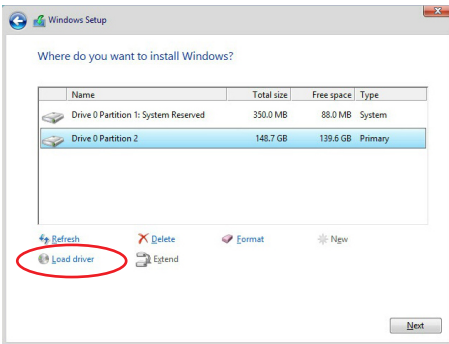 Windows Setup
Where do you want to install Windows?
Name Total size Free space Type
Drive 0 Partition 1: System Reserved 350.0 MB 88.0 MB System
Drive 0 Partition 2 148.7 GB 139.6 GB Primary
Refresh Delete Format New
Load driver Extend
Next